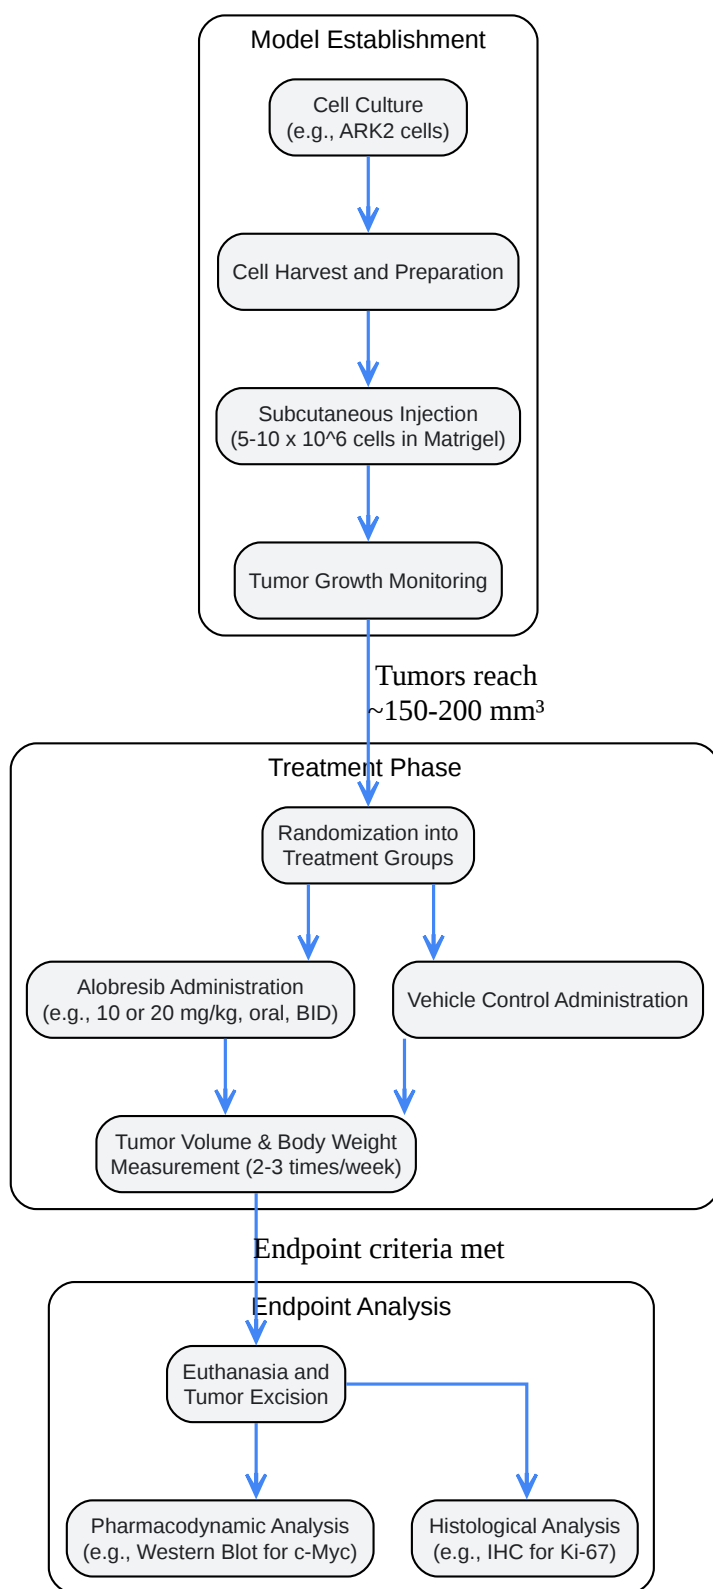 Model Establishment
Cell Culture
(e.g., ARK2 cells)
Cell Harvest and Preparation
Subcutaneous Injection
(5-10 x 10^6 cells in Matrigel)
Tumor Growth Monitoring
Tumors reach
~150-200 mm³
Treatment Phase
Randomization into
Treatment Groups
Alobresib Administration
(e.g., 10 or 20 mg/kg, oral, BID)
Vehicle Control Administration
Tumor Volume & Body Weight
Measurement (2-3 times/week)
Endpoint criteria met
Endpoint Analysis
Euthanasia and
Tumor Excision
Pharmacodynamic Analysis
(e.g., Western Blot for c-Myc)
Histological Analysis
(e.g., IHC for Ki-67)